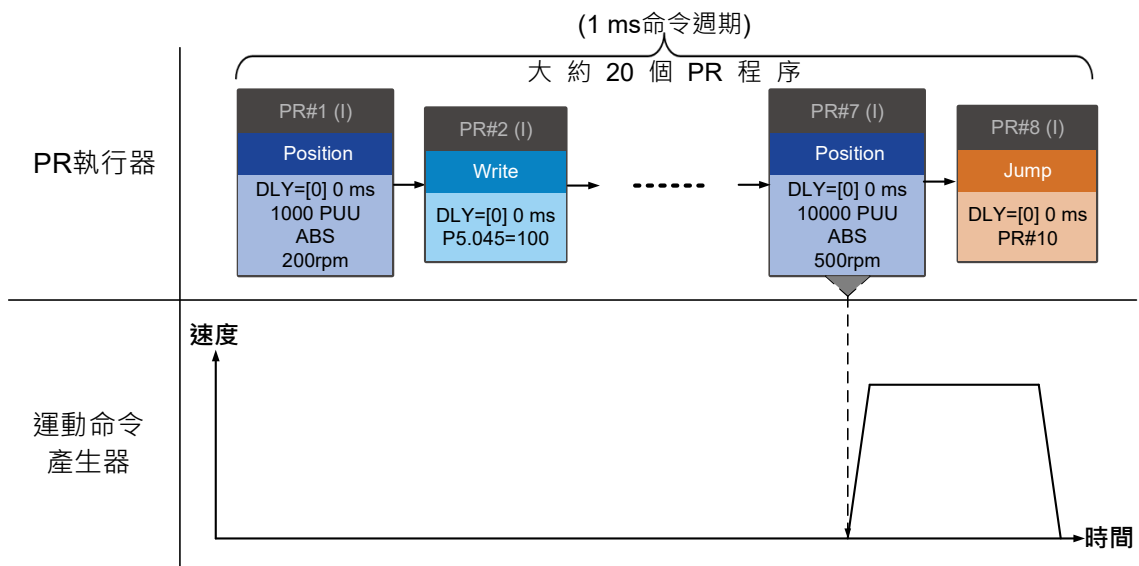 (1 ms命令週期)
大 約 20 個 PR 程 序
PR執行器
PR#1 (I)
Position
DLY=[0] 0 ms
1000 PUU
ABS
200rpm
PR#2 (I)
Write
DLY=[0] 0 ms
P5.045=100
PR#7 (I)
Position
DLY=[0] 0 ms
10000 PUU
ABS
500rpm
PR#8 (I)
Jump
DLY=[0] 0 ms
PR#10
運動命令
產生器
速度
時間